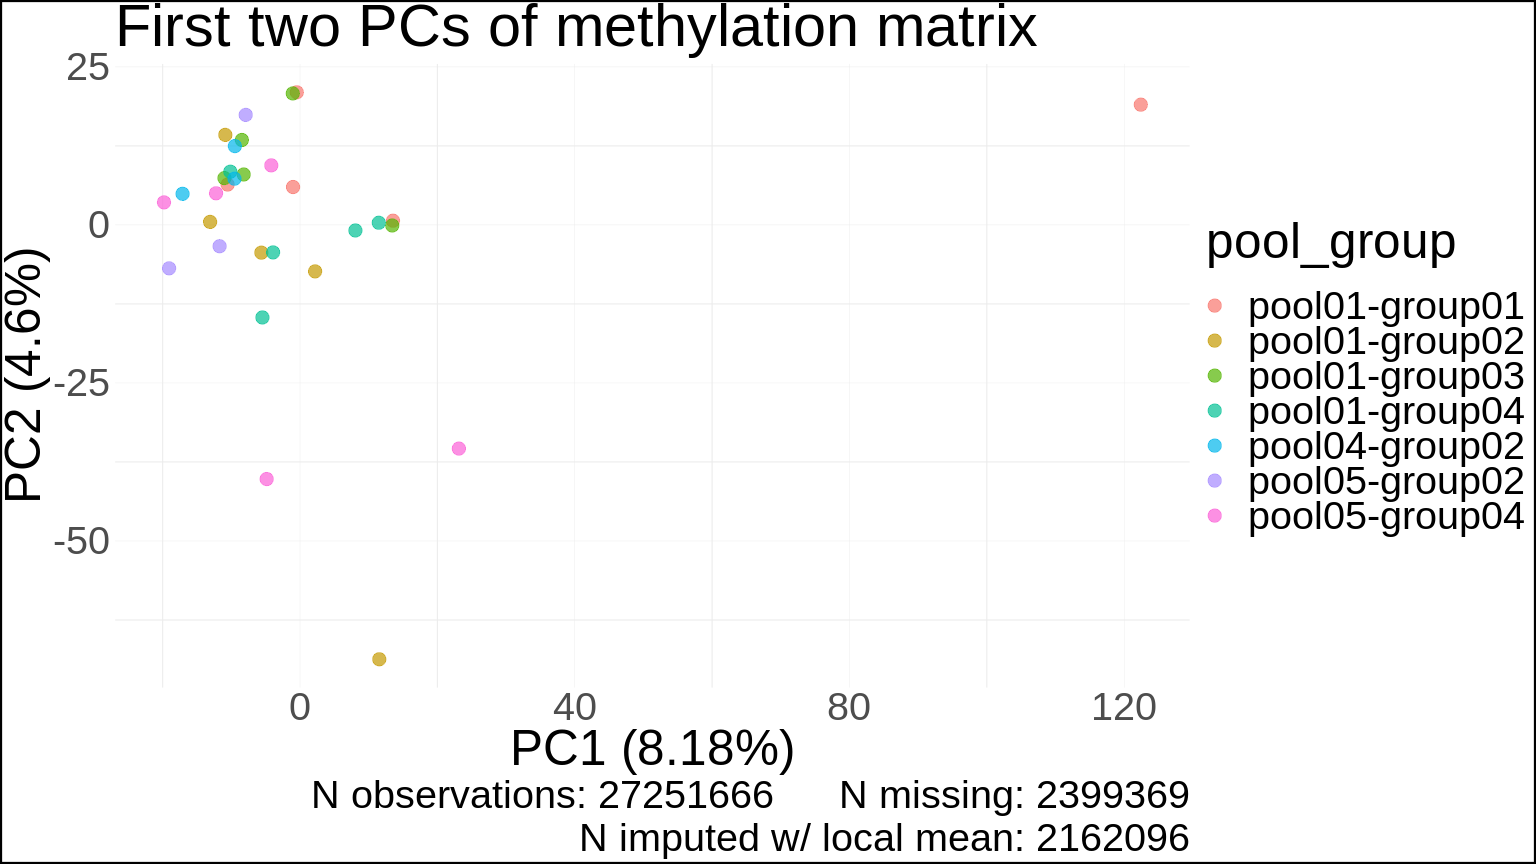 First two PCs of methylation matrix
25
0
-25
-50
PC2 (4.6%)
0 40 80 120
PC1 (8.18%)
N observations: 27251666 N missing: 2399369
N imputed w/ local mean: 2162096
pool_group
pool01-group01
pool01-group02
pool01-group03
pool01-group04
pool04-group02
pool05-group02
pool05-group04